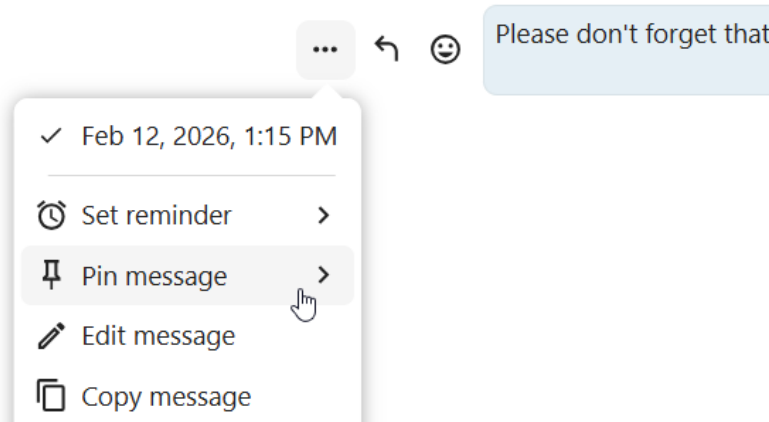 Please don't forget that
Feb 12, 2026, 1:15 PM
Set reminder
Pin message
Edit message
Copy message